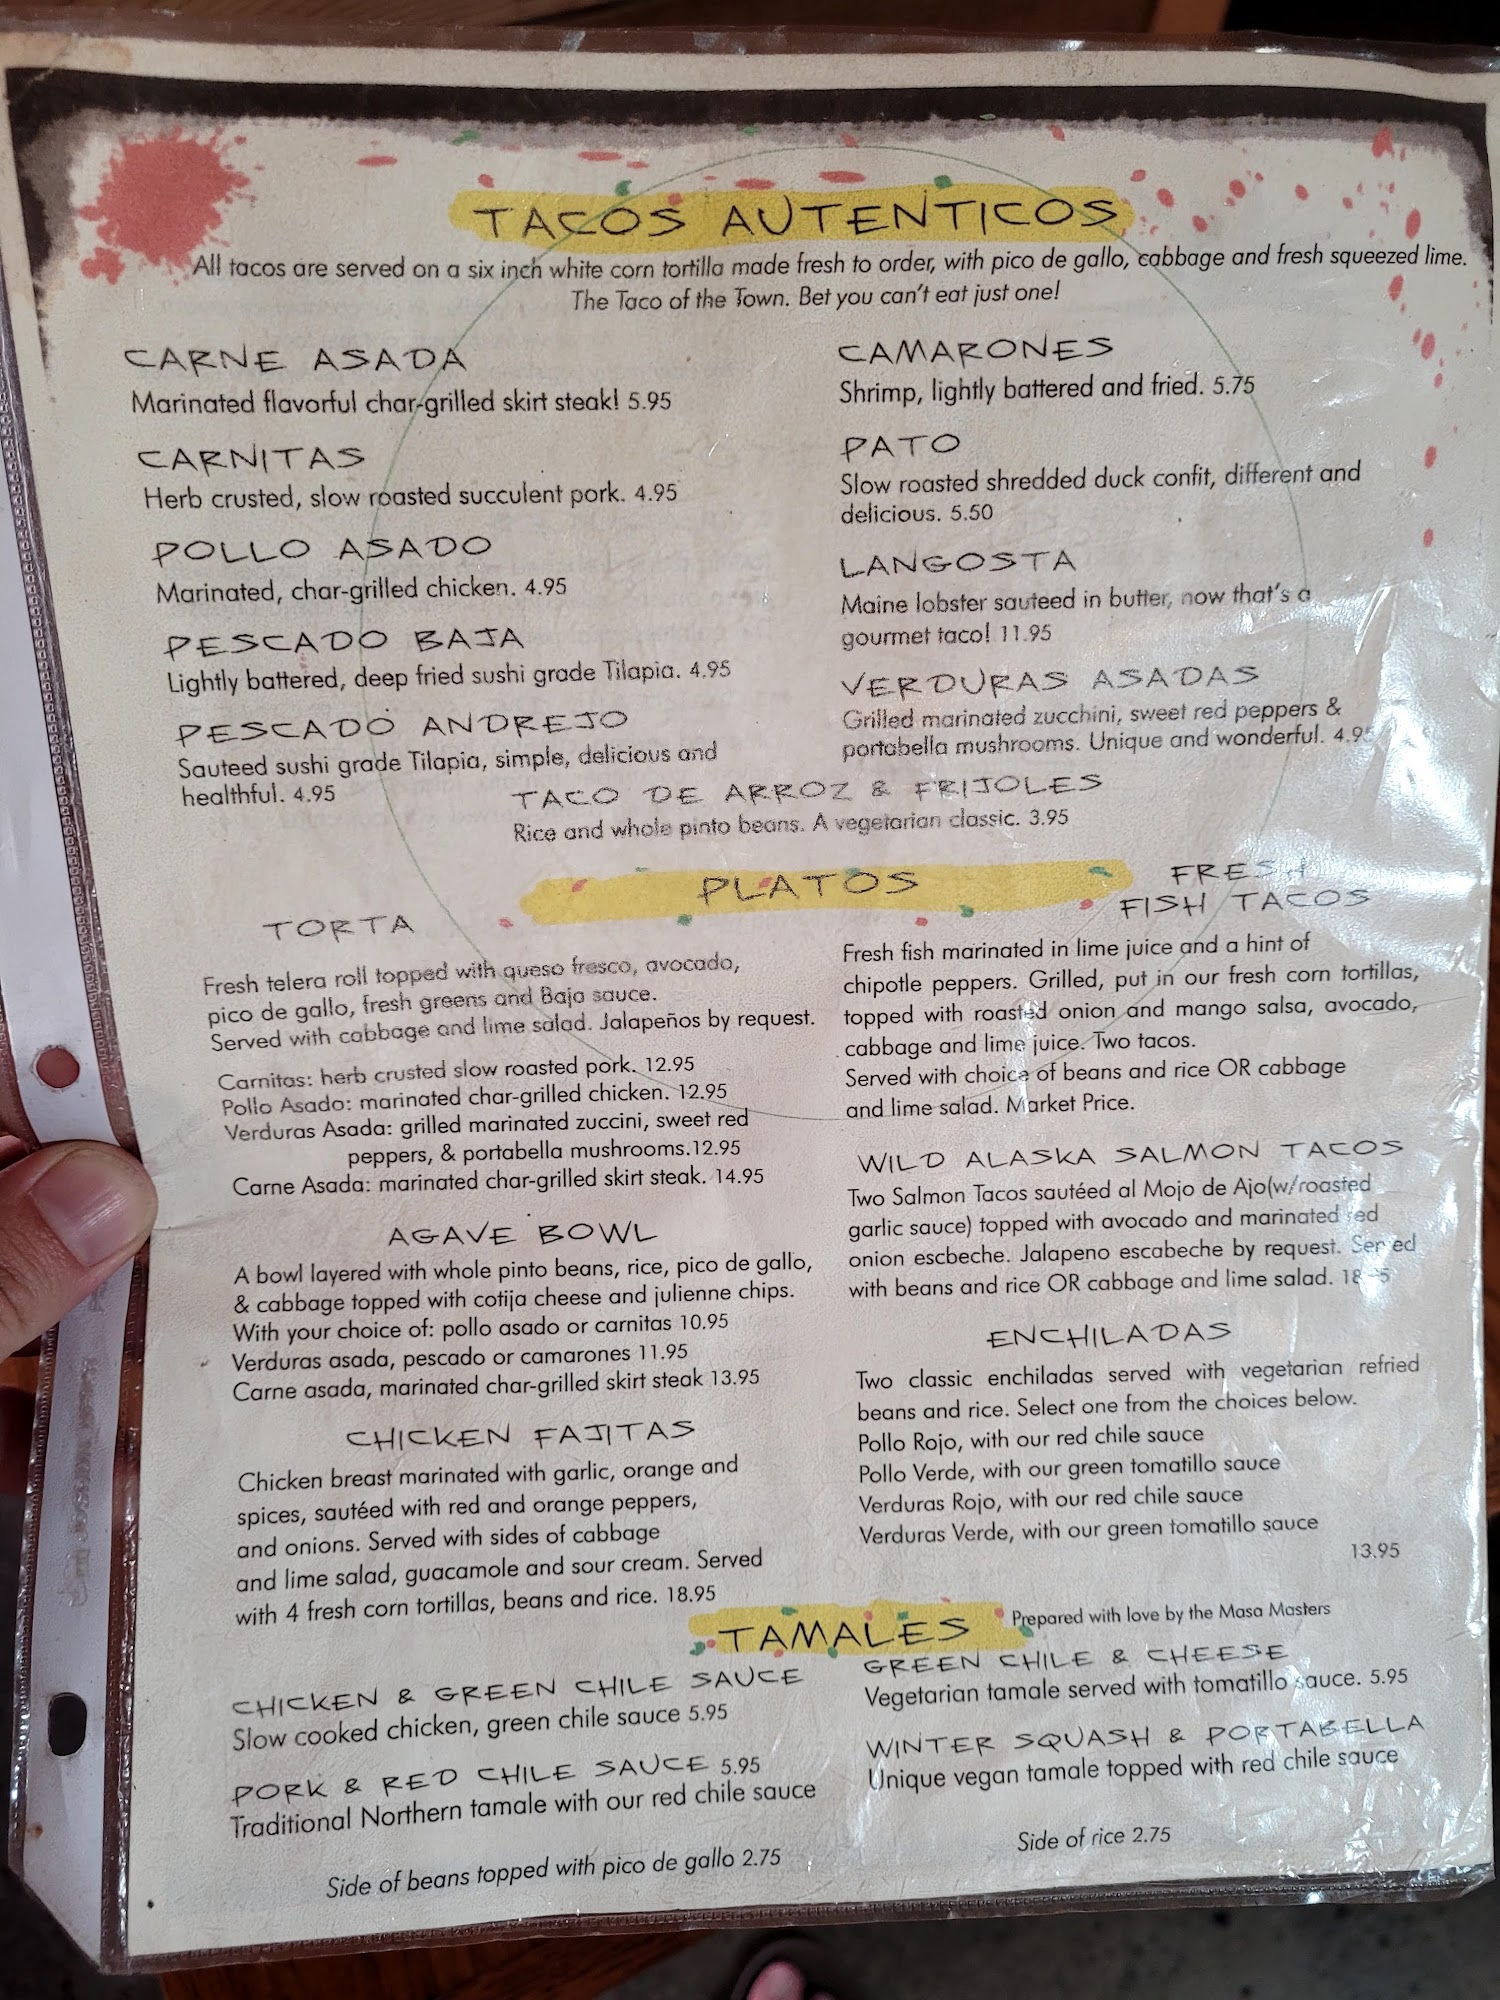 TACOS AUTENTICOS
All tacos are served on a six inch white corn tortilla made fresh to order, with pico de gallo, cabbage and fresh squeezed lime.
The Taco of the Town. Bet you can't eat just one!
CARNE ASADA
Marinated flavorful char-grilled skirt steak! 5.95
CARNITAS
Herb crusted, slow roasted succulent pork. 4.95
POLLO ASADO
Marinated, char-grilled chicken. 4.95
PESCADO BAJA
Lightly battered, deep fried sushi grade Tilapia. 4.95
PESCADO ANDREJO
Sauteed sushi grade Tilapia, simple, delicious and
healthful. 4.95
CAMARONES
Shrimp, lightly battered and fried. 5.75
PATO
Slow roasted shredded duck confit, different and
delicious. 5.50
LANGOSTA
Maine lobster sauteed in butter, now that's a
gourmet taco! 11.95
VERDURAS ASADAS
Grilled marinated zucchini, sweet red peppers &
portabella mushrooms. Unique and wonderful. 4.95
TACO DE ARROZ & FRIJOLES
Rice and whole pinto beans. A vegetarian classic. 3.95
PLATOS
TORTA
Fresh telera roll topped with queso fresco, avocado,
pico de gallo, fresh greens and Baja sauce.
Served with cabbage and lime salad. Jalapeños by request.
Carnitas: herb crusted slow roasted pork. 12.95
Pollo Asado: marinated char-grilled chicken. 12.95
Verduras Asada: grilled marinated zuccini, sweet red
peppers, & portabella mushrooms.12.95
Carne Asada: marinated char-grilled skirt steak. 14.95
AGAVE BOWL
A bowl layered with whole pinto beans, rice, pico de gallo,
& cabbage topped with cotija cheese and julienne chips.
With your choice of: pollo asado or carnitas 10.95
Verduras asada, pescado or camarones 11.95
Carne asada, marinated char-grilled skirt steak 13.95
CHICKEN FAJITAS
Chicken breast marinated with garlic, orange and
spices, sautéed with red and orange peppers,
and onions. Served with sides of cabbage
and lime salad, guacamole and sour cream. Served
with 4 fresh corn tortillas, beans and rice. 18.95
FRESH
FISH TACOS
Fresh fish marinated in lime juice and a hint of
chipotle peppers. Grilled, put in our fresh corn tortillas,
topped with roasted onion and mango salsa, avocado,
cabbage and lime juice. Two tacos.
Served with choice of beans and rice OR cabbage
and lime salad. Market Price.
WILD ALASKA SALMON TACOS
Two Salmon Tacos sautéed al Mojo de Ajo(w/roasted
garlic sauce) topped with avocado and marinated red
onion escbeche. Jalapeno escabeche by request. Served
with beans and rice OR cabbage and lime salad.
ENCHILADAS
Two classic enchiladas served with vegetarian refried
beans and rice. Select one from the choices below.
Pollo Rojo, with our red chile sauce
Pollo Verde, with our green tomatillo sauce
Verduras Rojo, with our red chile sauce
Verduras Verde, with our green tomatillo sauce
13.95
TAMALES
Prepared with love by the Masa Masters
CHICKEN & GREEN CHILE SAUCE
Slow cooked chicken, green chile sauce 5.95
PORK & RED CHILE SAUCE 5.95
Traditional Northern tamale with our red chile sauce
GREEN CHILE & CHEESE
Vegetarian tamale served with tomatillo sauce. 5.95
WINTER SQUASH & PORTABELLA
Unique vegan tamale topped with red chile sauce
Side of beans topped with pico de gallo 2.75
Side of rice 2.75